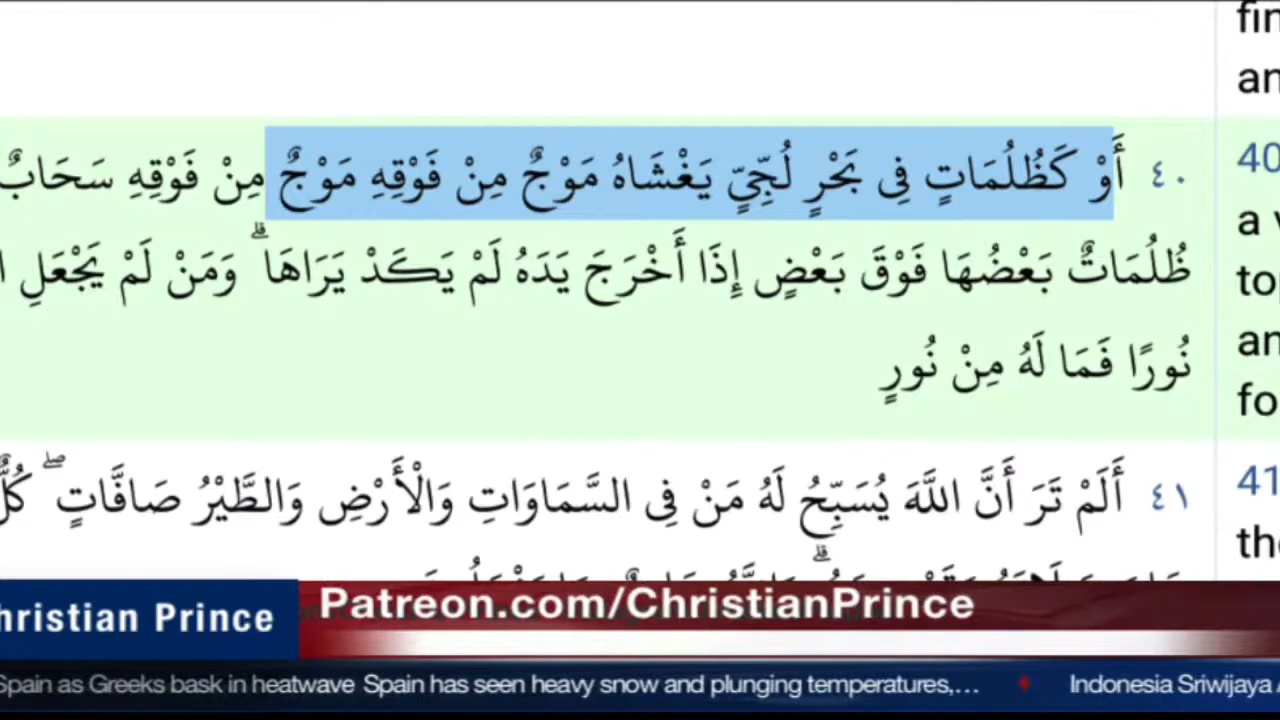 fin
an
٤٠ أَوْ كَظُلُمَاتٍ فِى بَحْرٍ لُجِّيٍّ يَغْشَاهُ مَوْجٌ مِنْ فَوْقِهِ مَوْجٌ مِنْ فَوْقِهِ سَحَابٌ
ظُلُمَاتٌ بَعْضُهَا فَوْقَ بَعْضٍ إِذَا أَخْرَجَ يَدَهُ لَمْ يَكَدْ يَرَاهَا ۗ وَمَنْ لَمْ يَجْعَلِ
نُورًا فَمَا لَهُ مِنْ نُورٍ
40
a
to
an
fo
٤١ أَلَمْ تَرَ أَنَّ اللَّهَ يُسَبِّحُ لَهُ مَنْ فِى السَّمَاوَاتِ وَالْأَرْضِ وَالطَّيْرُ صَافَّاتٍ ۖ كُلٌّ
41
the
hristian Prince
Patreon.com/ChristianPrince
Spain as Greeks bask in heatwave Spain has seen heavy snow and plunging temperatures,… Indonesia Sriwijaya